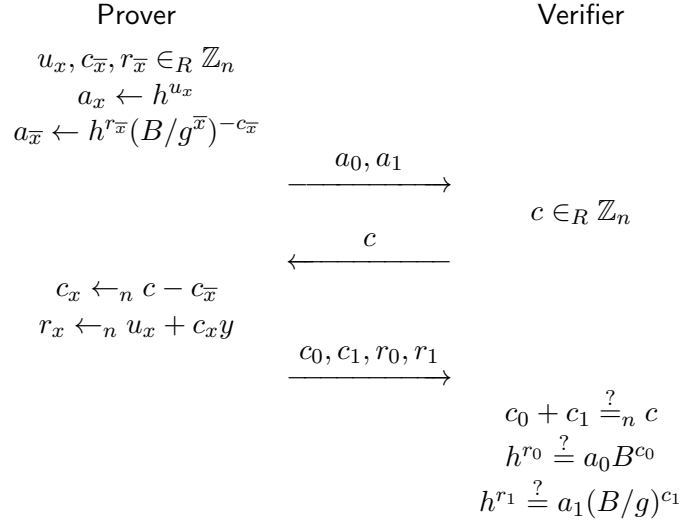 Prover Verifier
$u_x, c_{\overline{x}}, r_{\overline{x}} \in_R \mathbb{Z}_n$
$a_x \leftarrow h^{u_x}$
$a_{\overline{x}} \leftarrow h^{r_{\overline{x}}} (B/g^{\overline{x}})^{-c_{\overline{x}}}$
$a_0, a_1$
$c \in_R \mathbb{Z}_n$
$c$
$c_x \leftarrow_n c - c_{\overline{x}}$
$r_x \leftarrow_n u_x + c_x y$
$c_0, c_1, r_0, r_1$
$c_0 + c_1 \stackrel{?}{=}_n c$
$h^{r_0} \stackrel{?}{=} a_0 B^{c_0}$
$h^{r_1} \stackrel{?}{=} a_1 (B/g)^{c_1}$